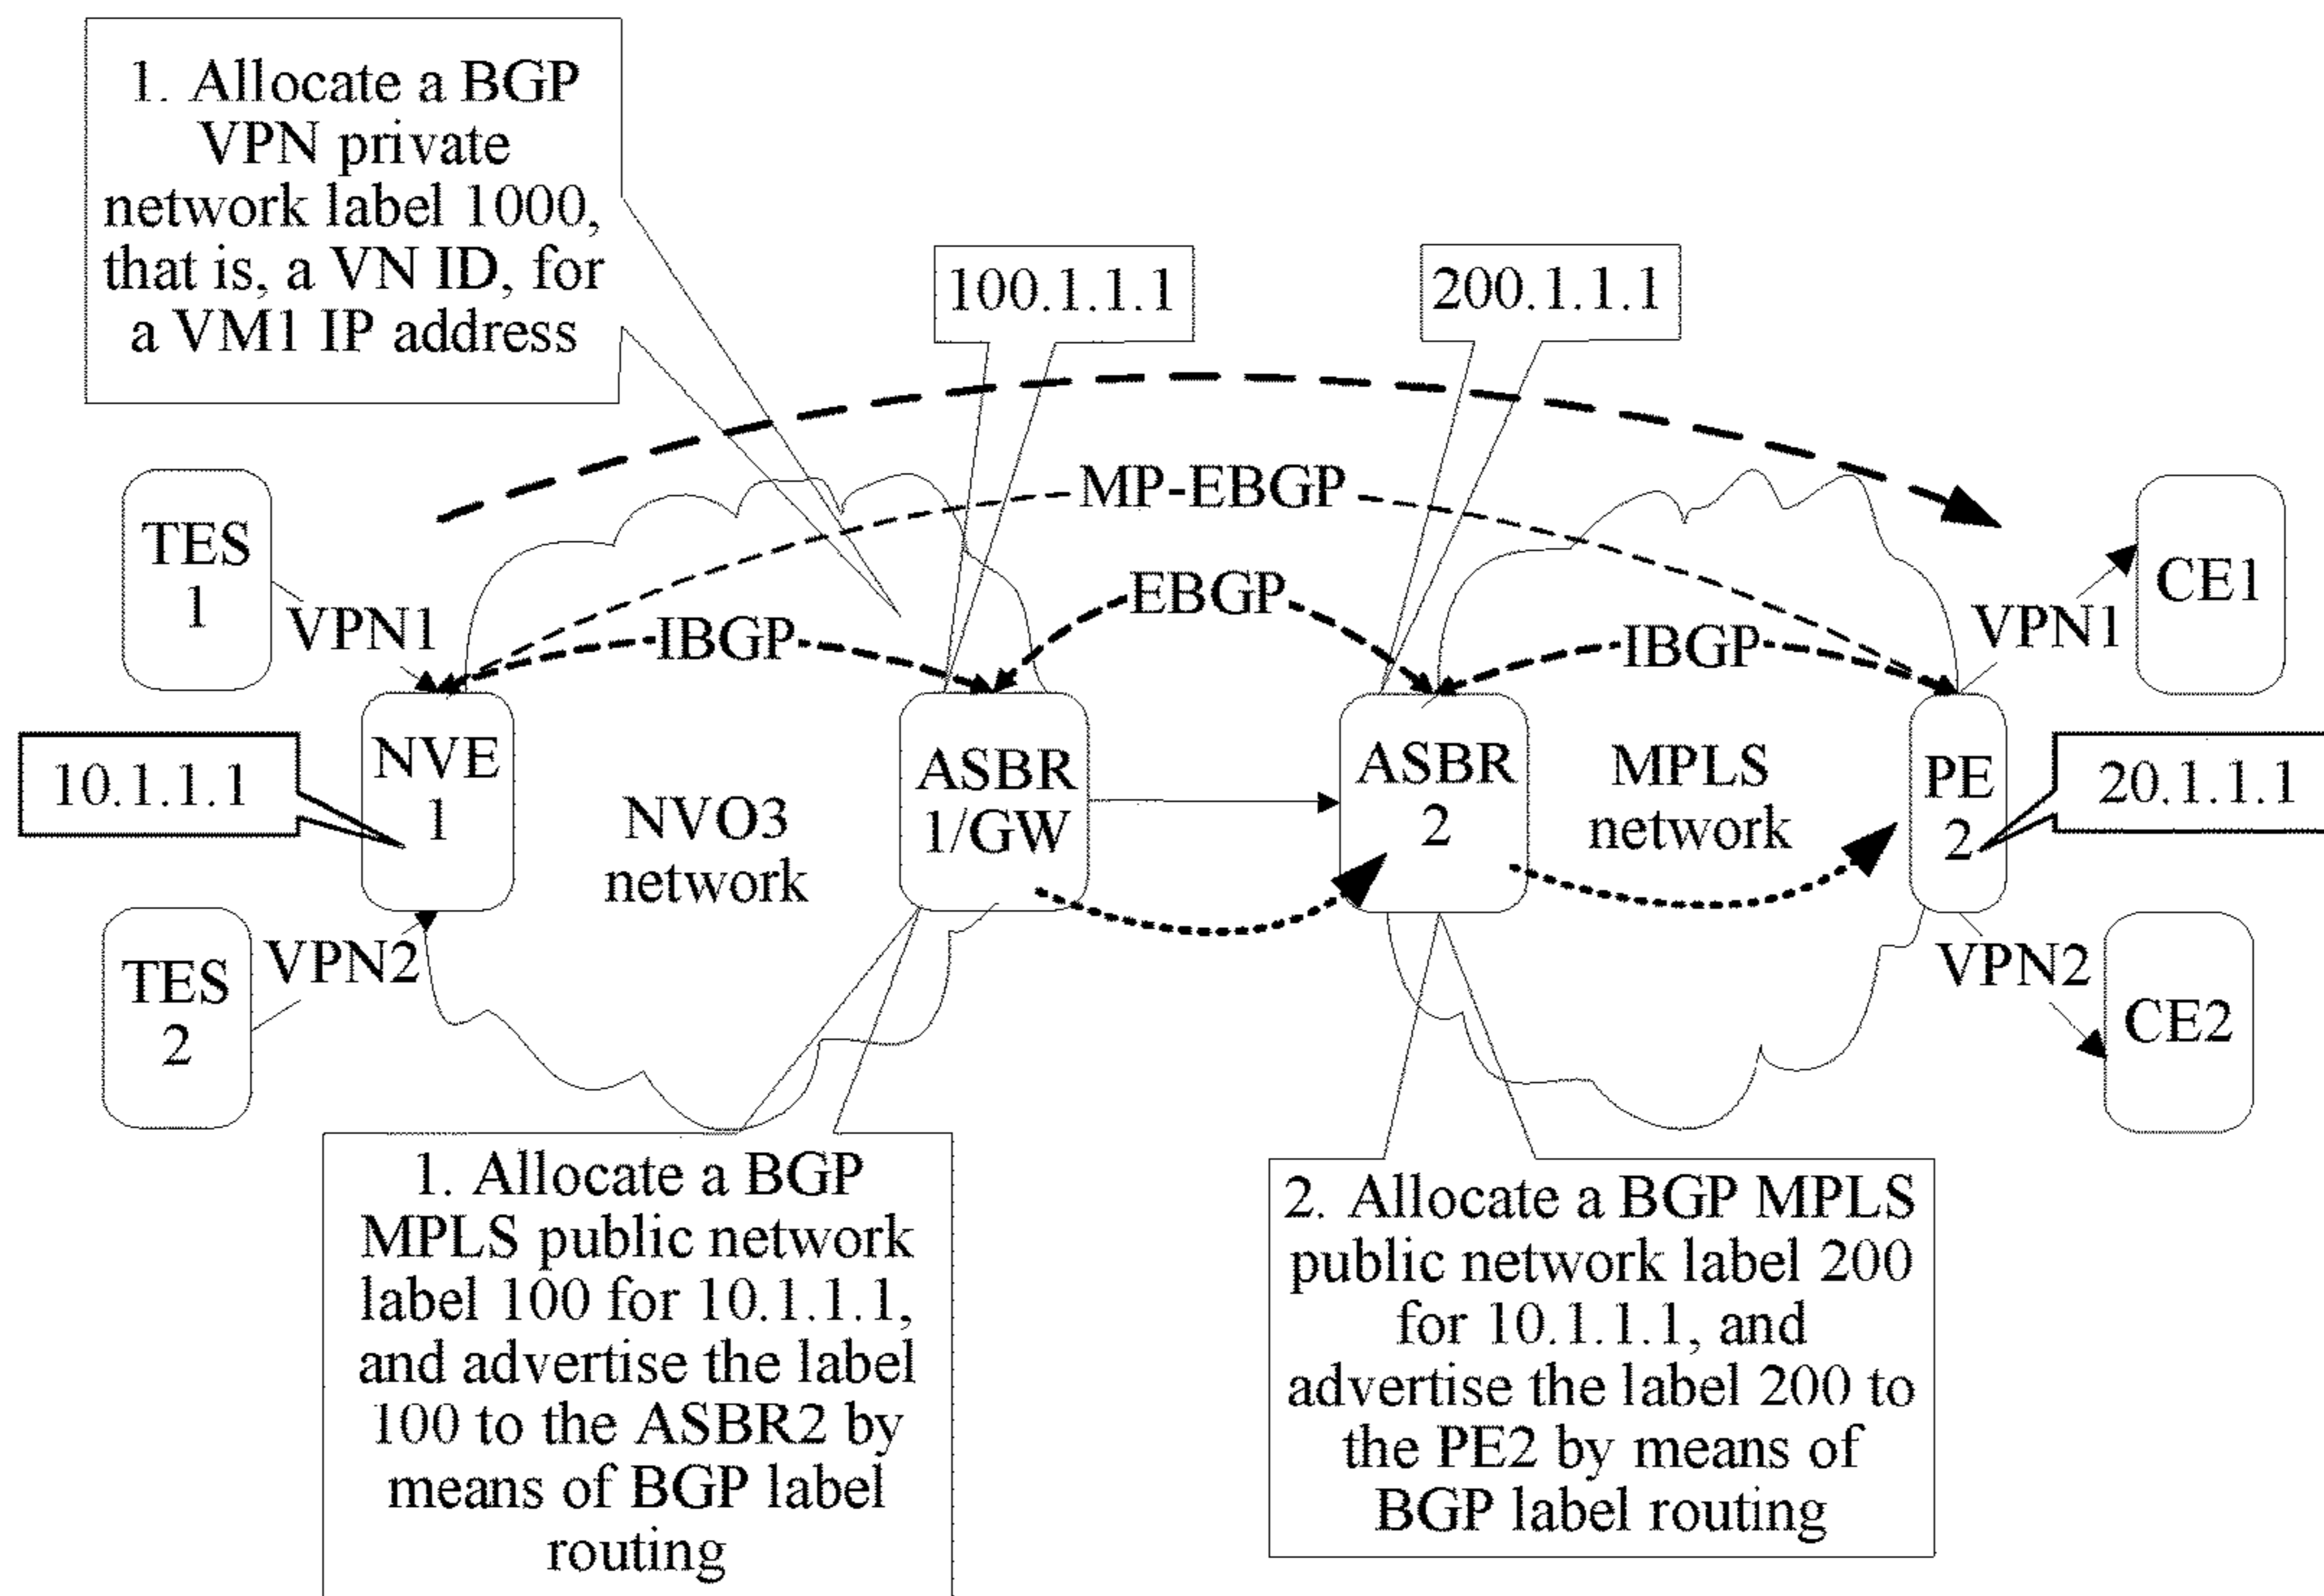 1. Allocate a BGP
VPN private
network label 1000,
that is, a VN ID, for
a VM1 IP address
100.1.1.1
200.1.1.1
MP-EBGP
TES
1
VPN1
IBGP
EBGP
IBGP
VPN1
CE1
10.1.1.1
NVE
1
NVO3
network
ASBR
1/GW
ASBR
2
MPLS
network
PE
2
20.1.1.1
TES
2
VPN2
VPN2
CE2
1. Allocate a BGP
MPLS public network
label 100 for 10.1.1.1,
and advertise the label
100 to the ASBR2 by
means of BGP label
routing
2. Allocate a BGP MPLS
public network label 200
for 10.1.1.1, and
advertise the label 200 to
the PE2 by means of
BGP label routing